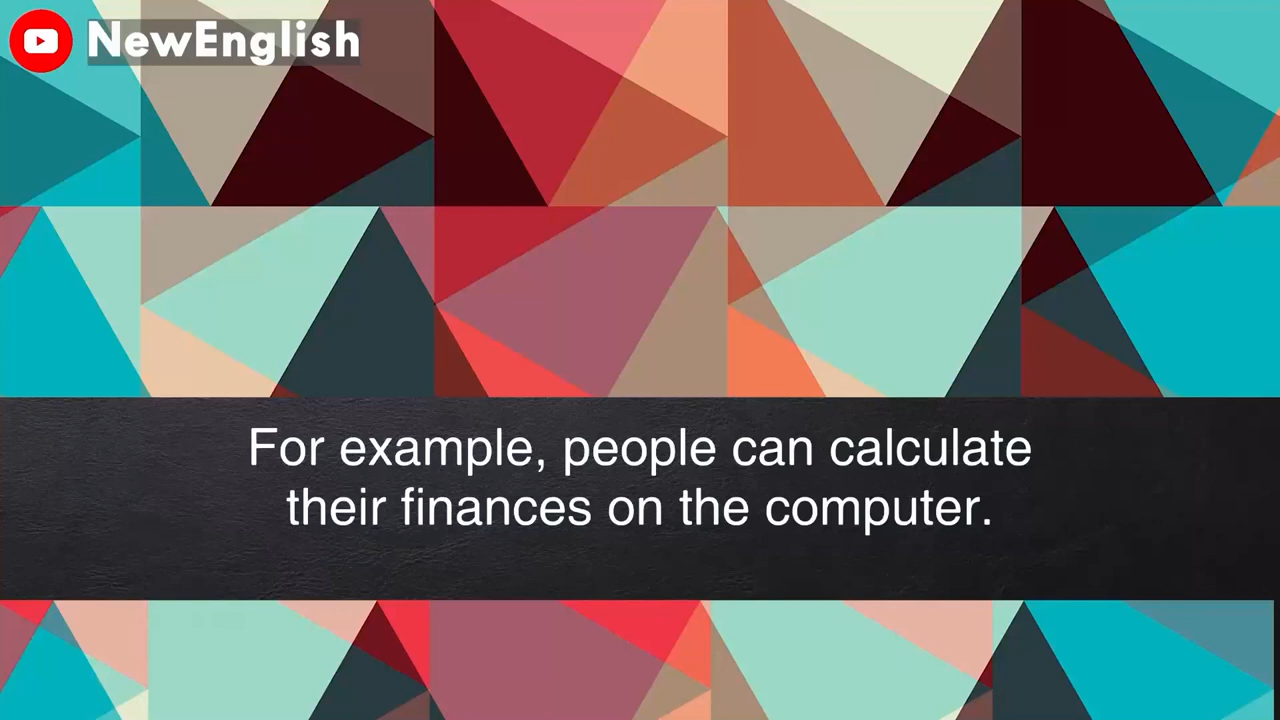 NewEnglish
For example, people can calculate
their finances on the computer.